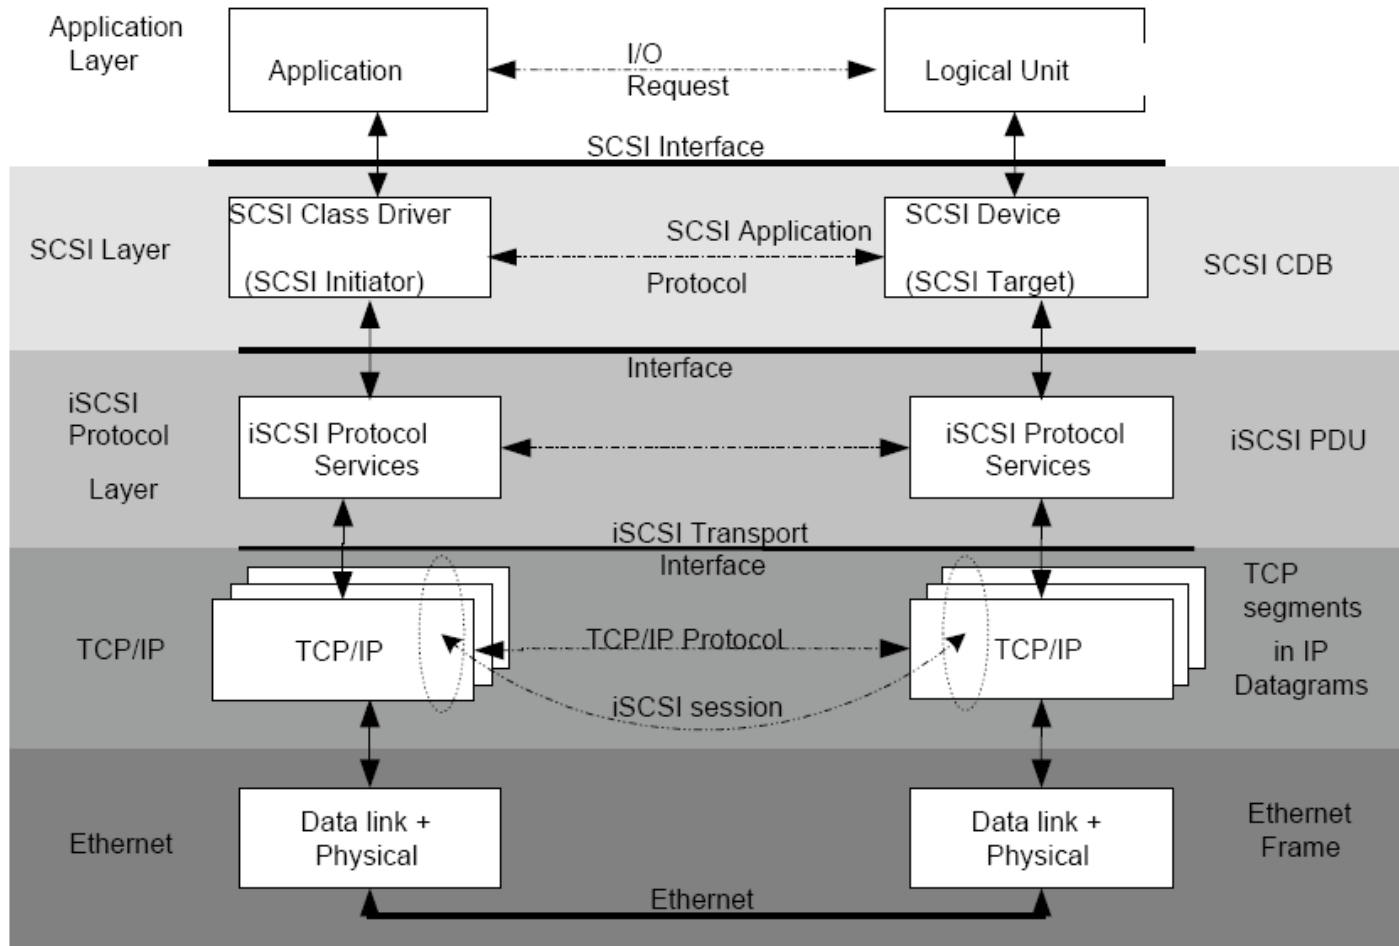 Application
Layer
Application
I/O
Request
Logical Unit
SCSI Interface
SCSI Layer
SCSI Class Driver
(SCSI Initiator)
SCSI Application
Protocol
SCSI Device
(SCSI Target)
SCSI CDB
Interface
iSCSI
Protocol
Layer
iSCSI Protocol
Services
iSCSI Protocol
Services
iSCSI PDU
iSCSI Transport
Interface
TCP/IP
TCP/IP
TCP/IP Protocol
iSCSI session
TCP/IP
TCP
segments
in IP
Datagrams
Ethernet
Data link +
Physical
Ethernet
Data link +
Physical
Ethernet
Frame